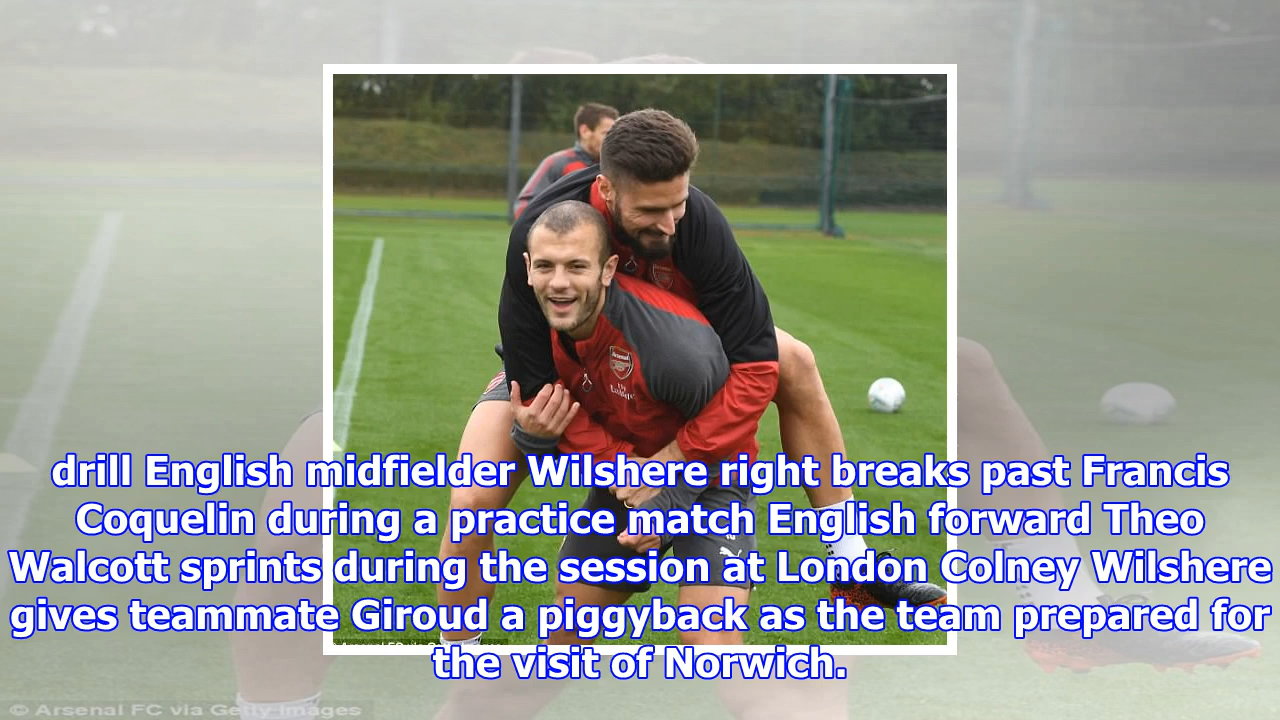 drill English midfielder Wilshere right breaks past Francis
Coquelin during a practice match English forward Theo
Walcott sprints during the session at London Colney Wilshere
gives teammate Giroud a piggyback as the team prepared for
the visit of Norwich.
© Arsenal FC via Getty Images
Arsenal